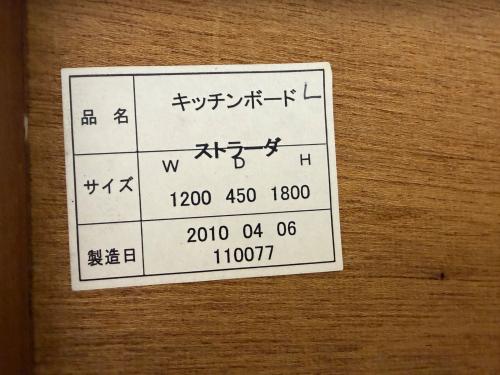 品 名 キッチンボード L
ストラーダ
サイズ W D H
1200 450 1800
製造日 2010 04 06
110077